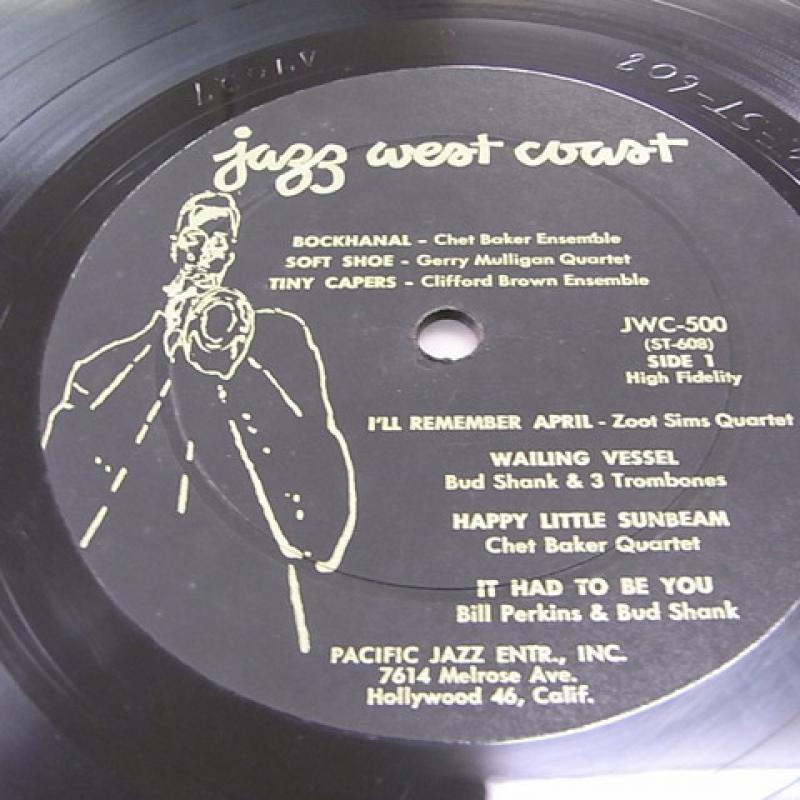 jazz west coast
BOCKHANAL - Chet Baker Ensemble
SOFT SHOE - Gerry Mulligan Quartet
TINY CAPERS - Clifford Brown Ensemble
JWC-500
(ST-608)
SIDE 1
High Fidelity
I'LL REMEMBER APRIL - Zoot Sims Quartet
WAILING VESSEL
Bud Shank & 3 Trombones
HAPPY LITTLE SUNBEAM
Chet Baker Quartet
IT HAD TO BE YOU
Bill Perkins & Bud Shank
PACIFIC JAZZ ENTR., INC.
7614 Melrose Ave.
Hollywood 46, Calif.